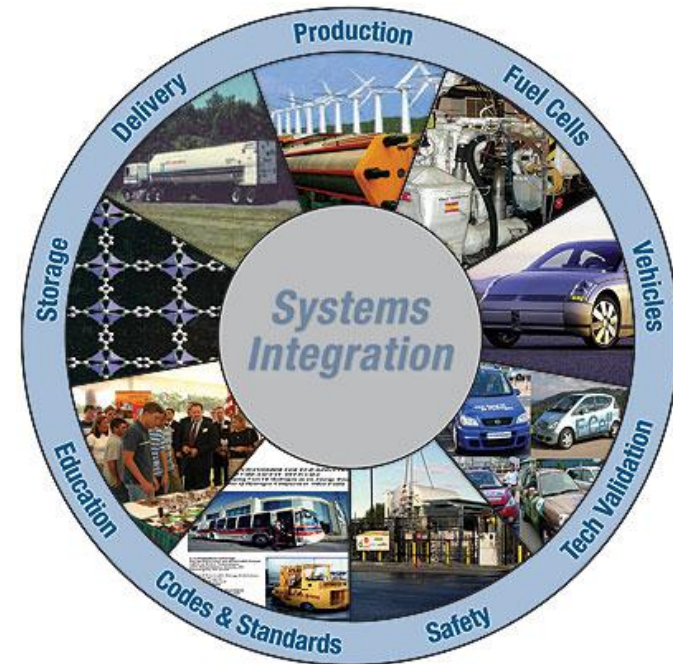 Production
Fuel Cells
Vehicles
Tech Validation
Safety
Codes & Standards
Education
Storage
Delivery
Systems
Integration